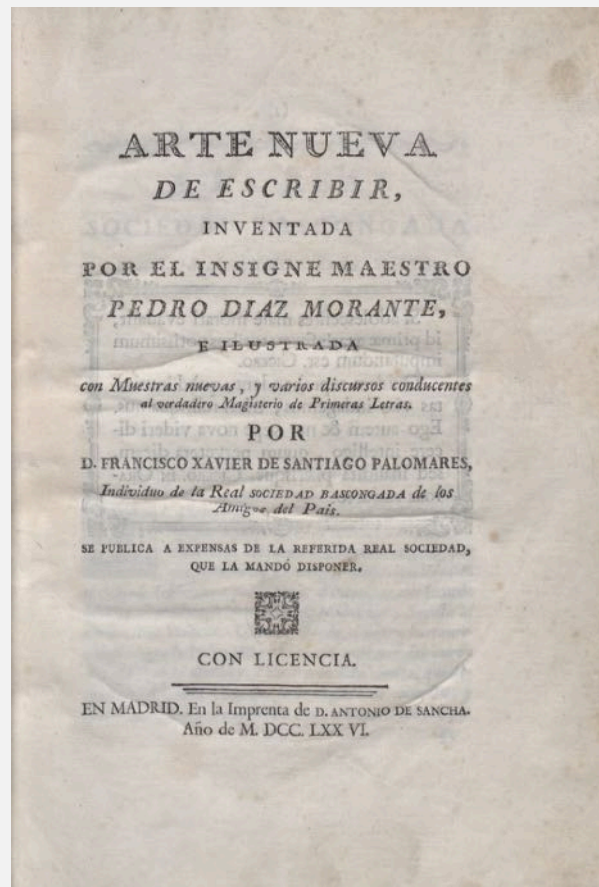 ARTE NUEVA
DE ESCRIBIR,
INVENTADA
POR EL INSIGNE MAESTRO
PEDRO DIAZ MORANTE,
E ILUSTRADA
con Muestras nuevas, y varios discursos conducentes
al verdadero Magisterio de Primeras Letras.
POR
D. FRANCISCO XAVIER DE SANTIAGO PALOMARES,
Individuo de la Real SOCIEDAD BASCONGADA de los
Amigos del País.
SE PUBLICA A EXPENSAS DE LA REFERIDA REAL SOCIEDAD,
QUE LA MANDÓ DISPONER.
CON LICENCIA.
EN MADRID. En la Imprenta de D. ANTONIO DE SANCHA.
Año de M. DCC. LXX VI.